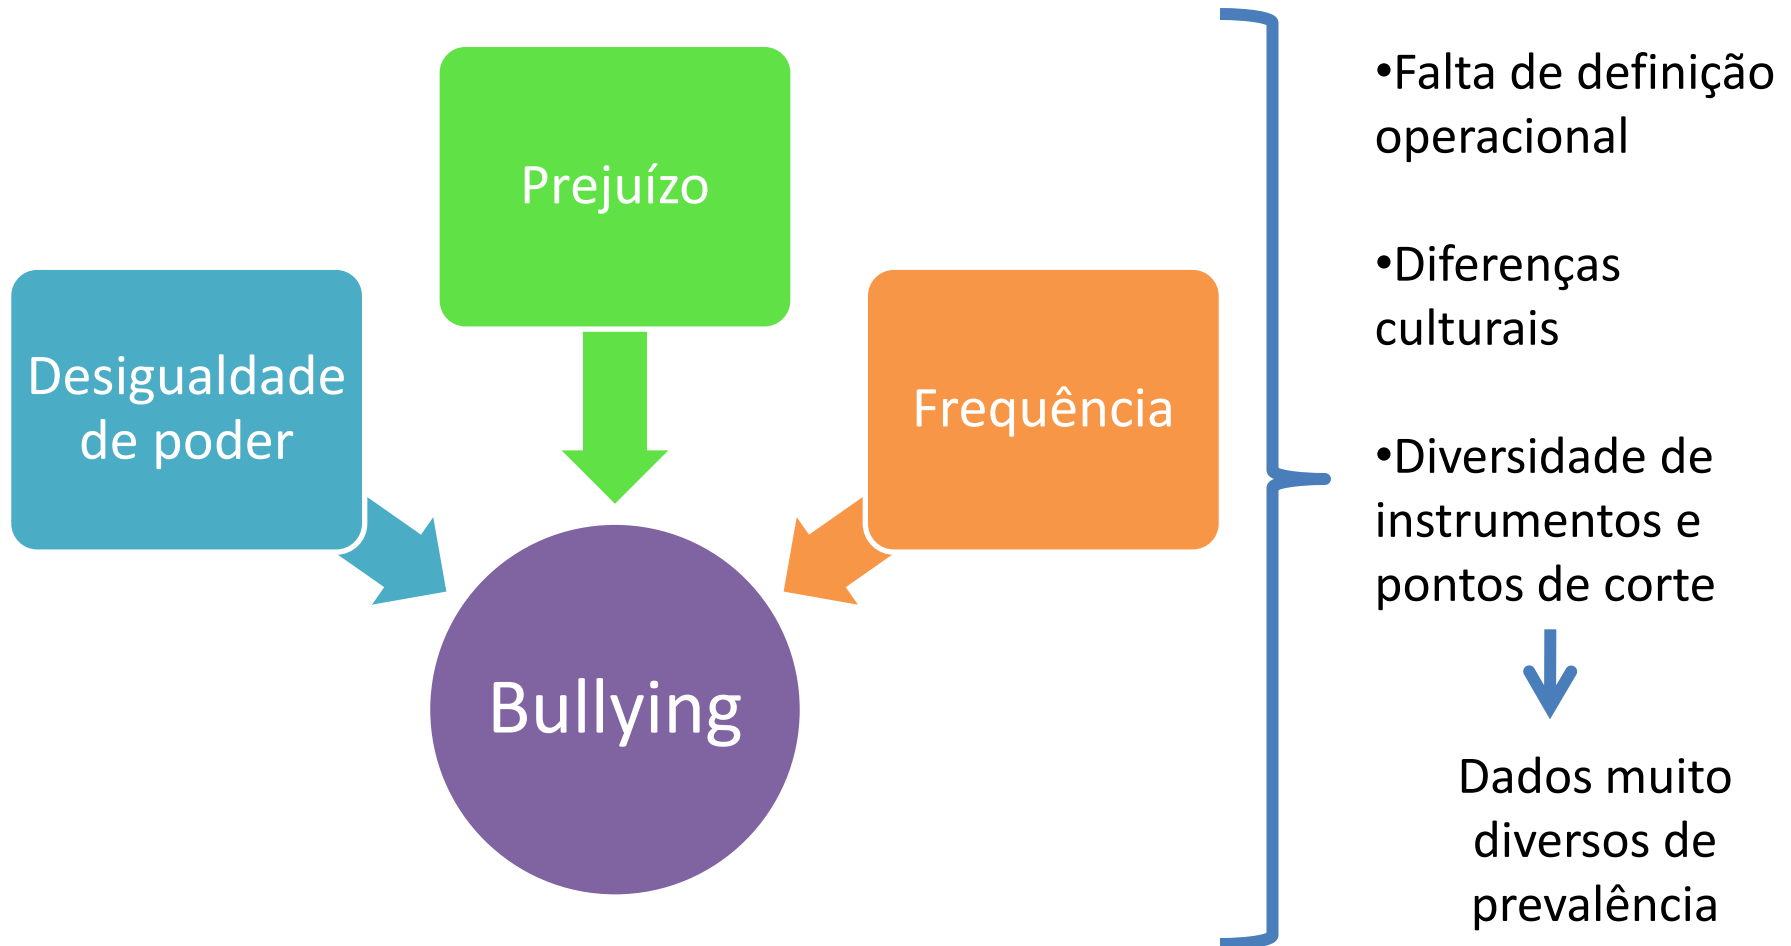 Prejuízo
Desigualdade
de poder
Frequência
Bullying
•Falta de definição
operacional
•Diferenças
culturais
•Diversidade de
instrumentos e
pontos de corte
Dados muito
diversos de
prevalência